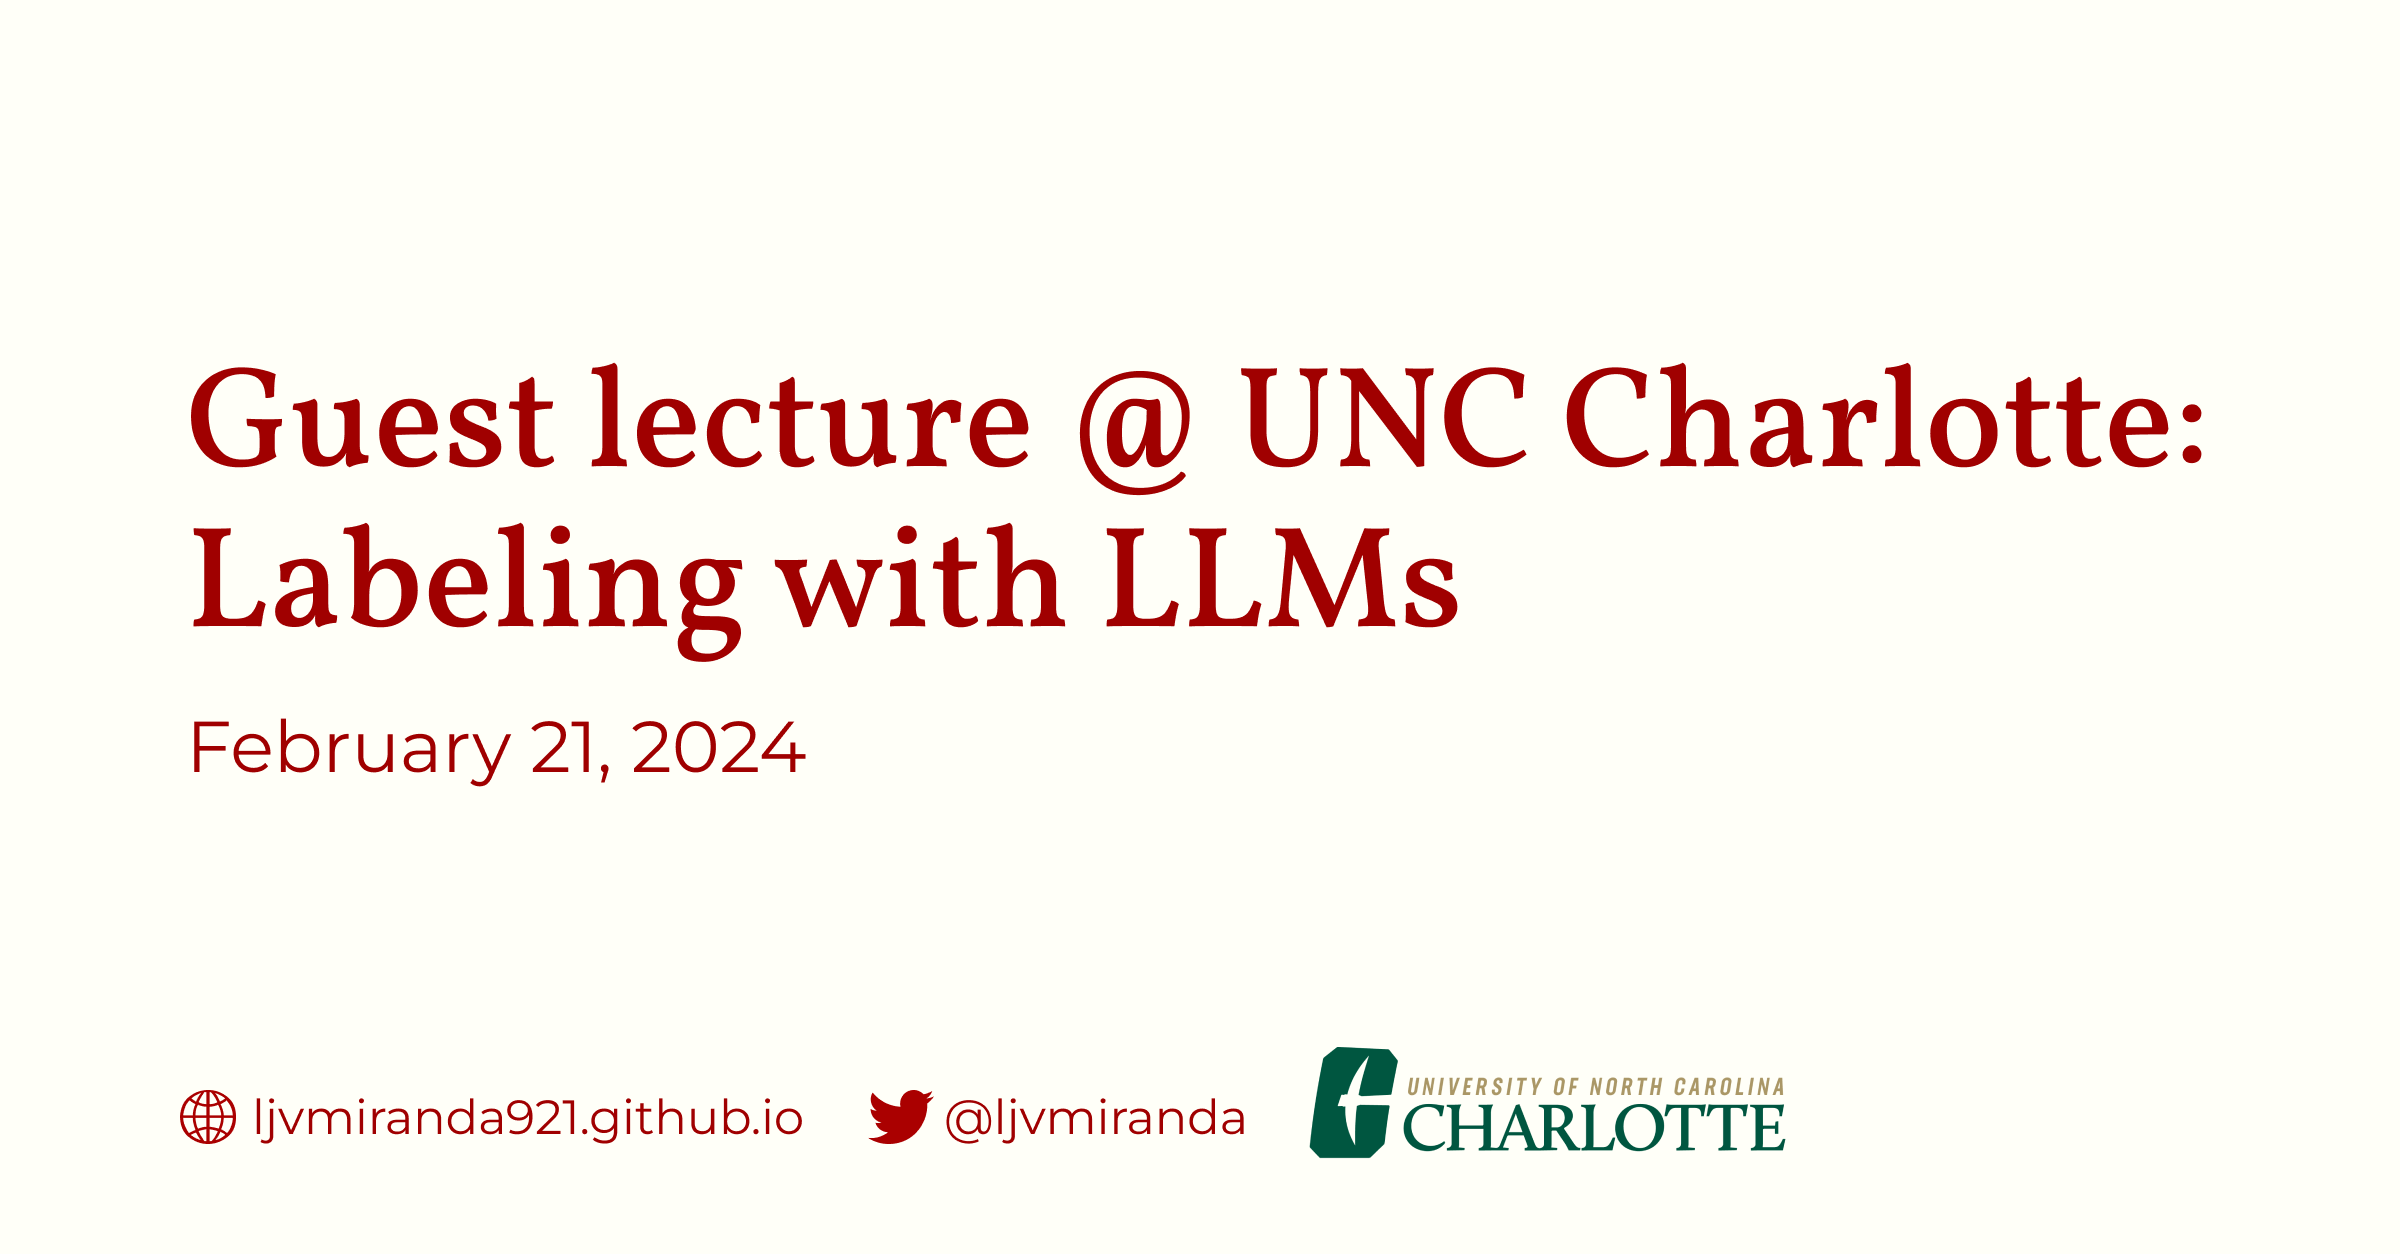 Guest lecture @ UNC Charlotte:
Labeling with LLMs
February 21, 2024
ljvmiranda921.github.io
@ljvmiranda
UNIVERSITY OF NORTH CAROLINA
CHARLOTTE